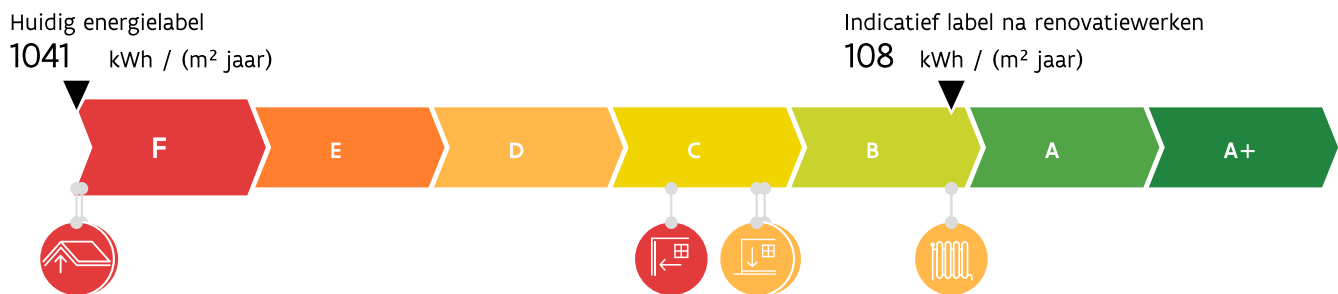 Huidig energielabel
1041 kWh / (m² jaar)
Indicatief label na renovatiewerken
108 kWh / (m² jaar)
F E D C B A A+